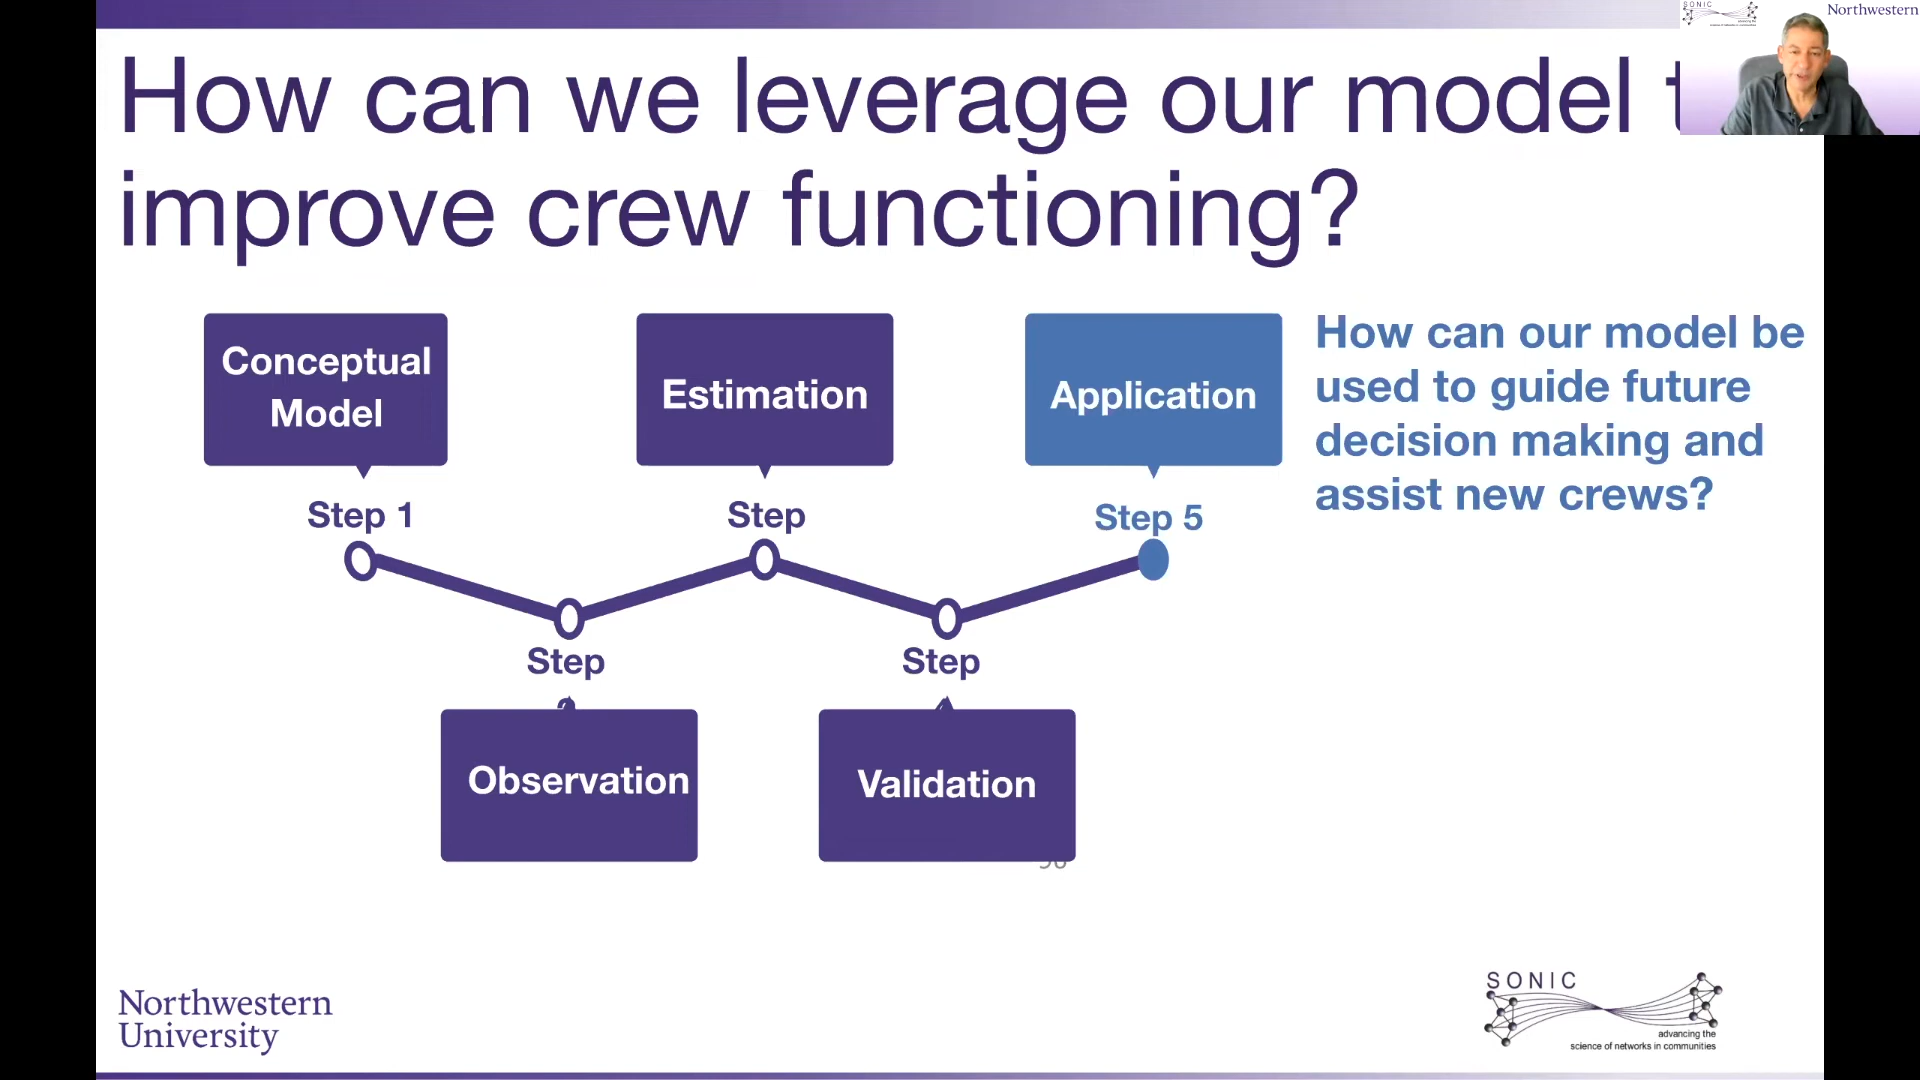 How can we leverage our model
improve crew functioning?
Conceptual
Model
Estimation
Application
How can our model be
used to guide future
decision making and
assist new crews?
Step 1
Step
Step 5
Step
Step
Observation
Validation
Northwestern
University
SONIC
advancing the
science of networks in communities
SONIC
Northwestern